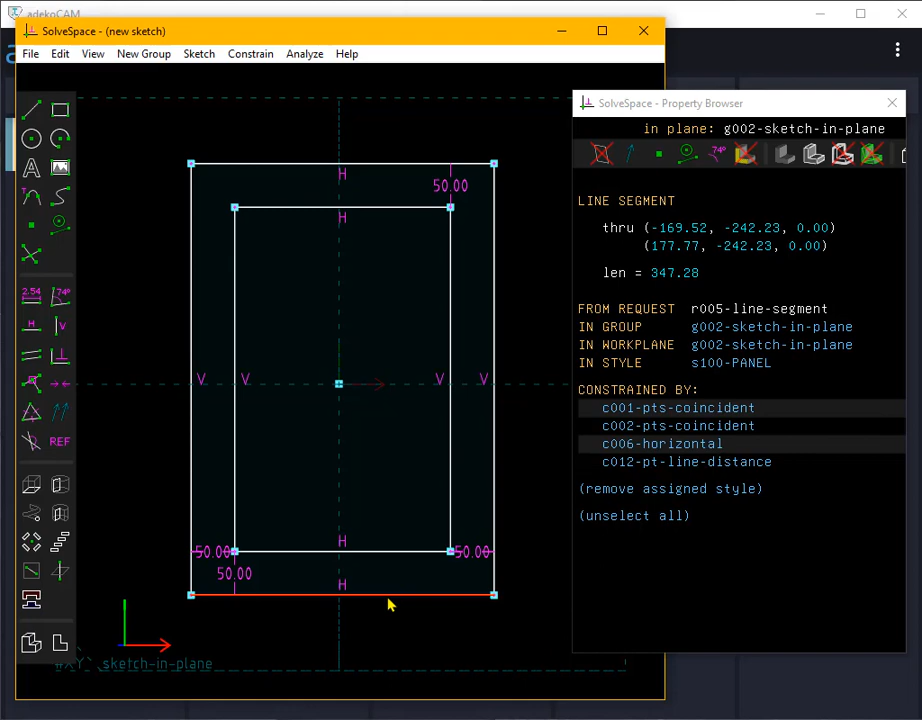 adekoCAM
SolveSpace - (new sketch)
File Edit View New Group Sketch Constrain Analyze Help
SolveSpace - Property Browser
in plane: g002-sketch-in-plane
74°
LINE SEGMENT
thru (-169.52, -242.23, 0.00)
(177.77, -242.23, 0.00)
len = 347.28
FROM REQUEST r005-line-segment
IN GROUP g002-sketch-in-plane
IN WORKPLANE g002-sketch-in-plane
IN STYLE s100-PANEL
CONSTRAINED BY:
c001-pts-coincident
c002-pts-coincident
c006-horizontal
c012-pt-line-distance
(remove assigned style)
(unselect all)
A
T
2.54 74°
H V
REF
H
50.00
H
V V V V
H
50.00 50.00
50.00
H
#XY sketch-in-plane